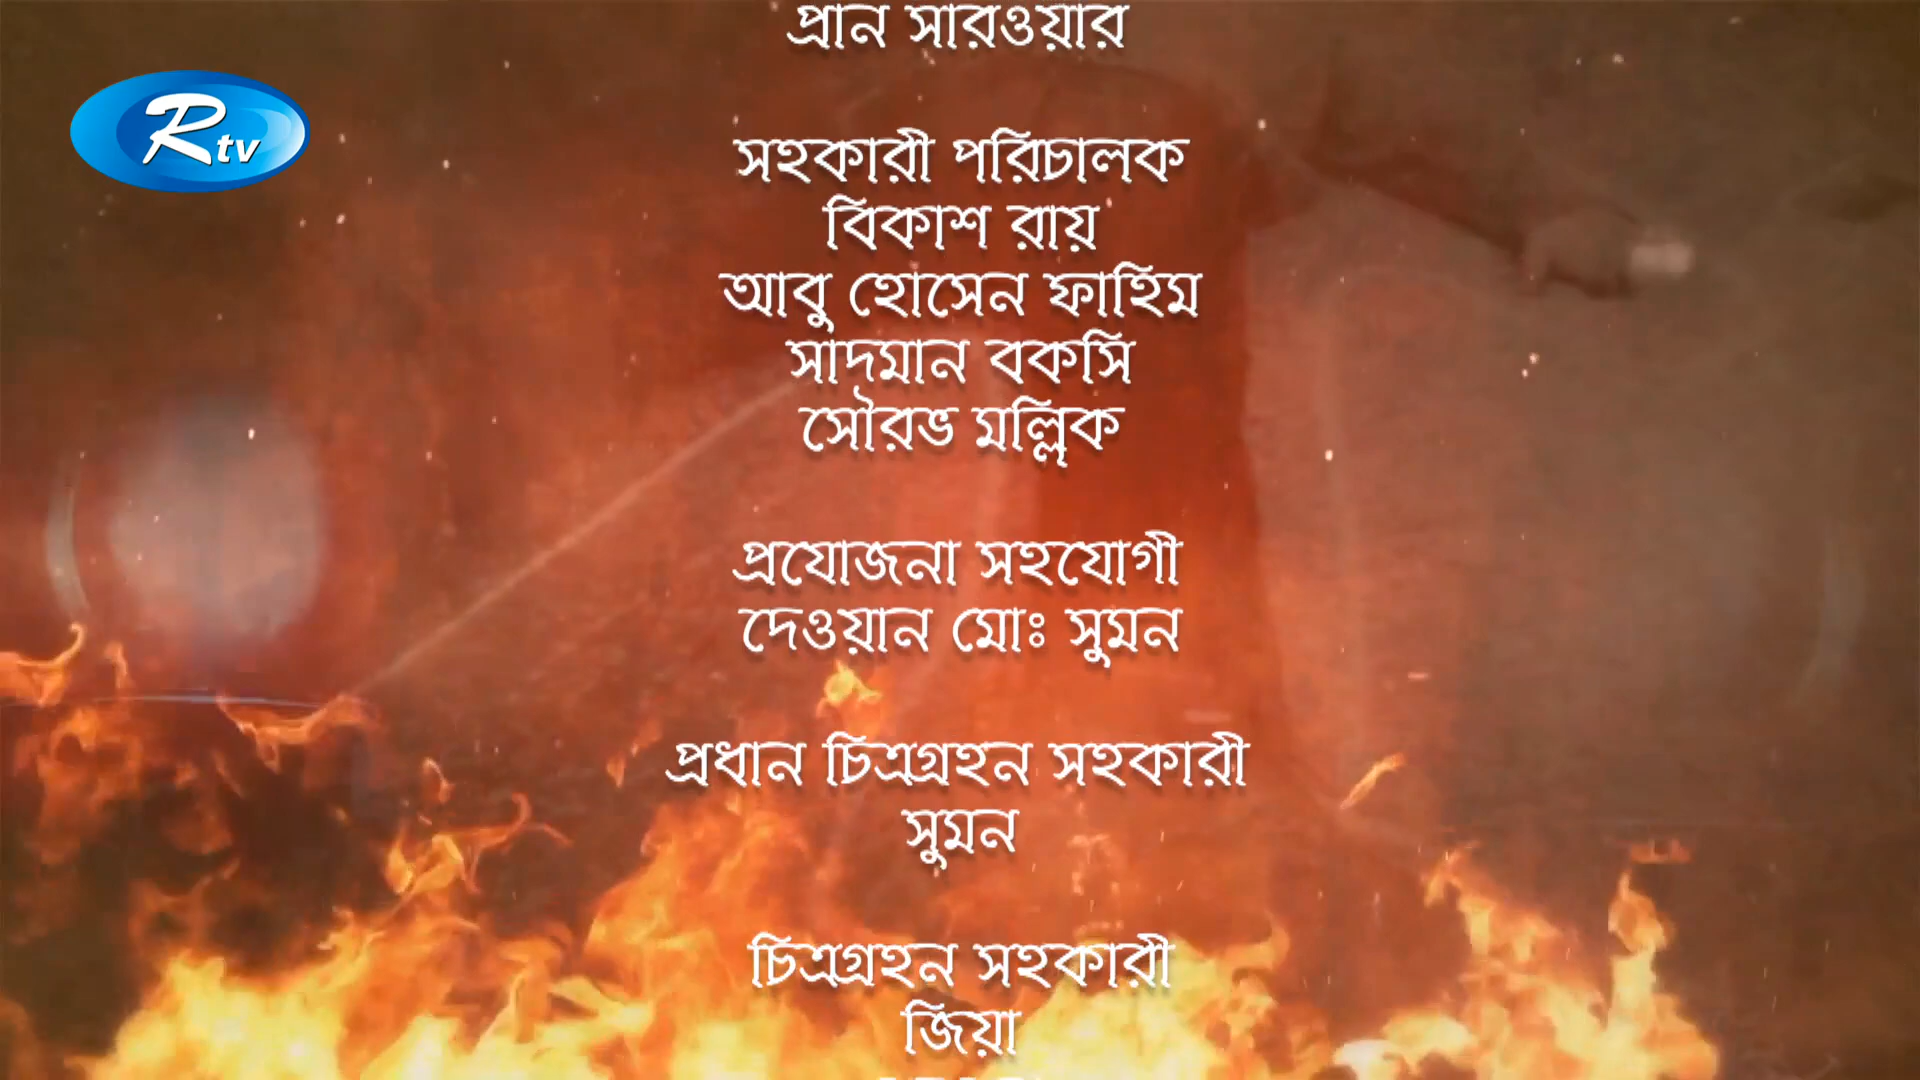 প্রান সারওয়ার
Rtv
সহকারী পরিচালক
বিকাশ রায়
আবু হোসেন ফাহিম
সাদমান বকসি
সৌরভ মল্লিক
প্রযোজনা সহযোগী
দেওয়ান মোঃ সুমন
প্রধান চিত্রগ্রহন সহকারী
সুমন
চিত্রগ্রহন সহকারী
জিয়া